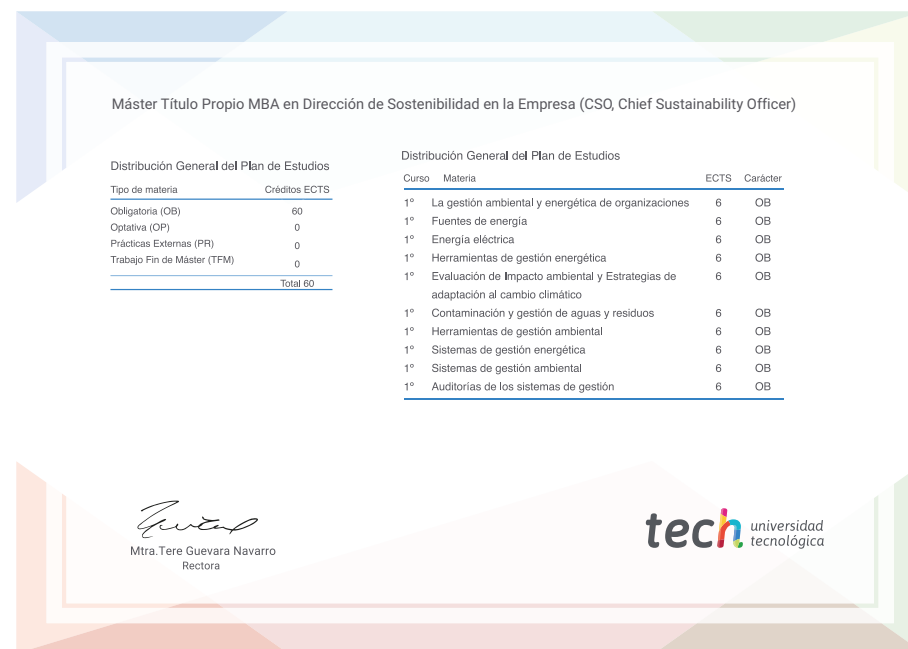 Máster Título Propio MBA en Dirección de Sostenibilidad en la Empresa (CSO, Chief Sustainability Officer)
Distribución General del Plan de Estudios
Tipo de materia Créditos ECTS
Obligatoria (OB) 60
Optativa (OP) 0
Prácticas Externas (PR) 0
Trabajo Fin de Máster (TFM) 0
Total 60
Distribución General del Plan de Estudios
Curso Materia ECTS Carácter
1º La gestión ambiental y energética de organizaciones 6 OB
1º Fuentes de energía 6 OB
1º Energía eléctrica 6 OB
1º Herramientas de gestión energética 6 OB
1º Evaluación de Impacto ambiental y Estrategias de 6 OB
adaptación al cambio climático
1º Contaminación y gestión de aguas y residuos 6 OB
1º Herramientas de gestión ambiental 6 OB
1º Sistemas de gestión energética 6 OB
1º Sistemas de gestión ambiental 6 OB
1º Auditorías de los sistemas de gestión 6 OB
Mtra.Tere Guevara Navarro
Rectora
tech universidad
tecnológica